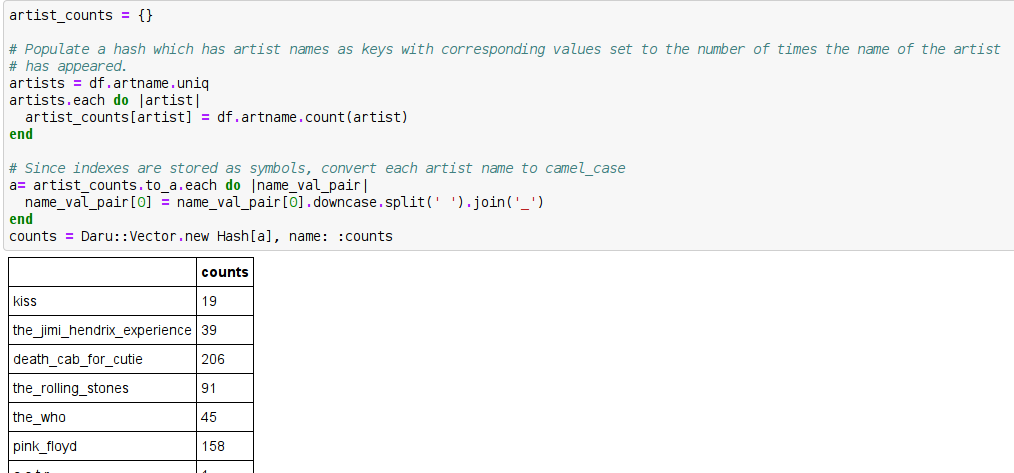 artist_counts = {}
# Populate a hash which has artist names as keys with corresponding values set to the number of times the name of the artist
# has appeared.
artists = df.artname.uniq
artists.each do |artist|
  artist_counts[artist] = df.artname.count(artist)
end
# Since indexes are stored as symbols, convert each artist name to camel_case
a= artist_counts.to_a.each do |name_val_pair|
  name_val_pair[0] = name_val_pair[0].downcase.split(' ').join('_')
end
counts = Daru::Vector.new Hash[a], name: :counts
counts
kiss 19
the_jimi_hendrix_experience 39
death_cab_for_cutie 206
the_rolling_stones 91
the_who 45
pink_floyd 158